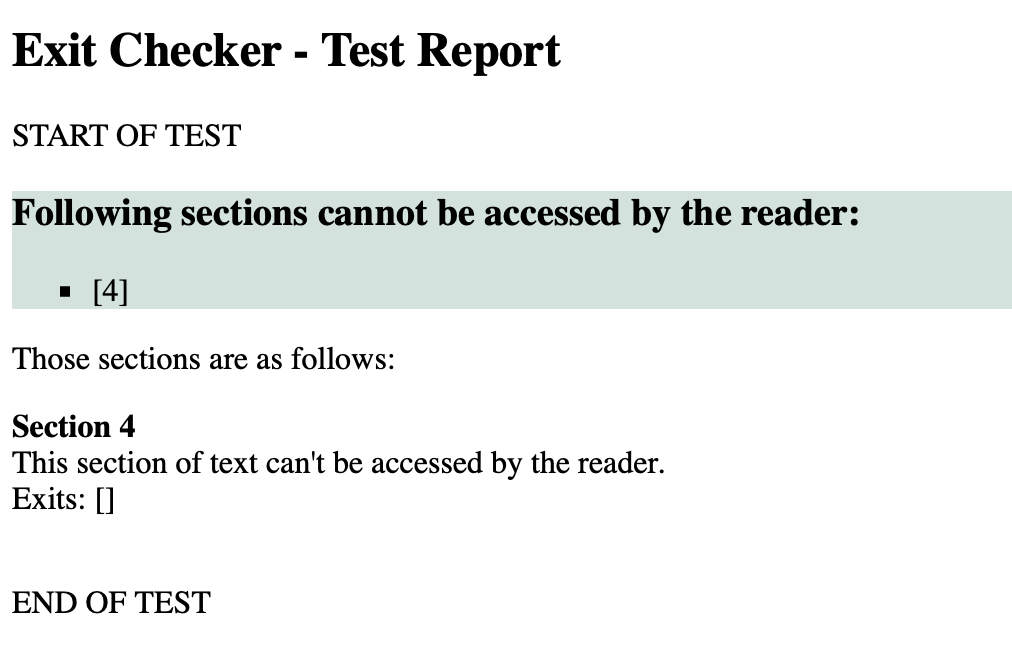 Exit Checker - Test Report
START OF TEST
Following sections cannot be accessed by the reader:
▪ [4]
Those sections are as follows:
Section 4
This section of text can't be accessed by the reader.
Exits: []
END OF TEST